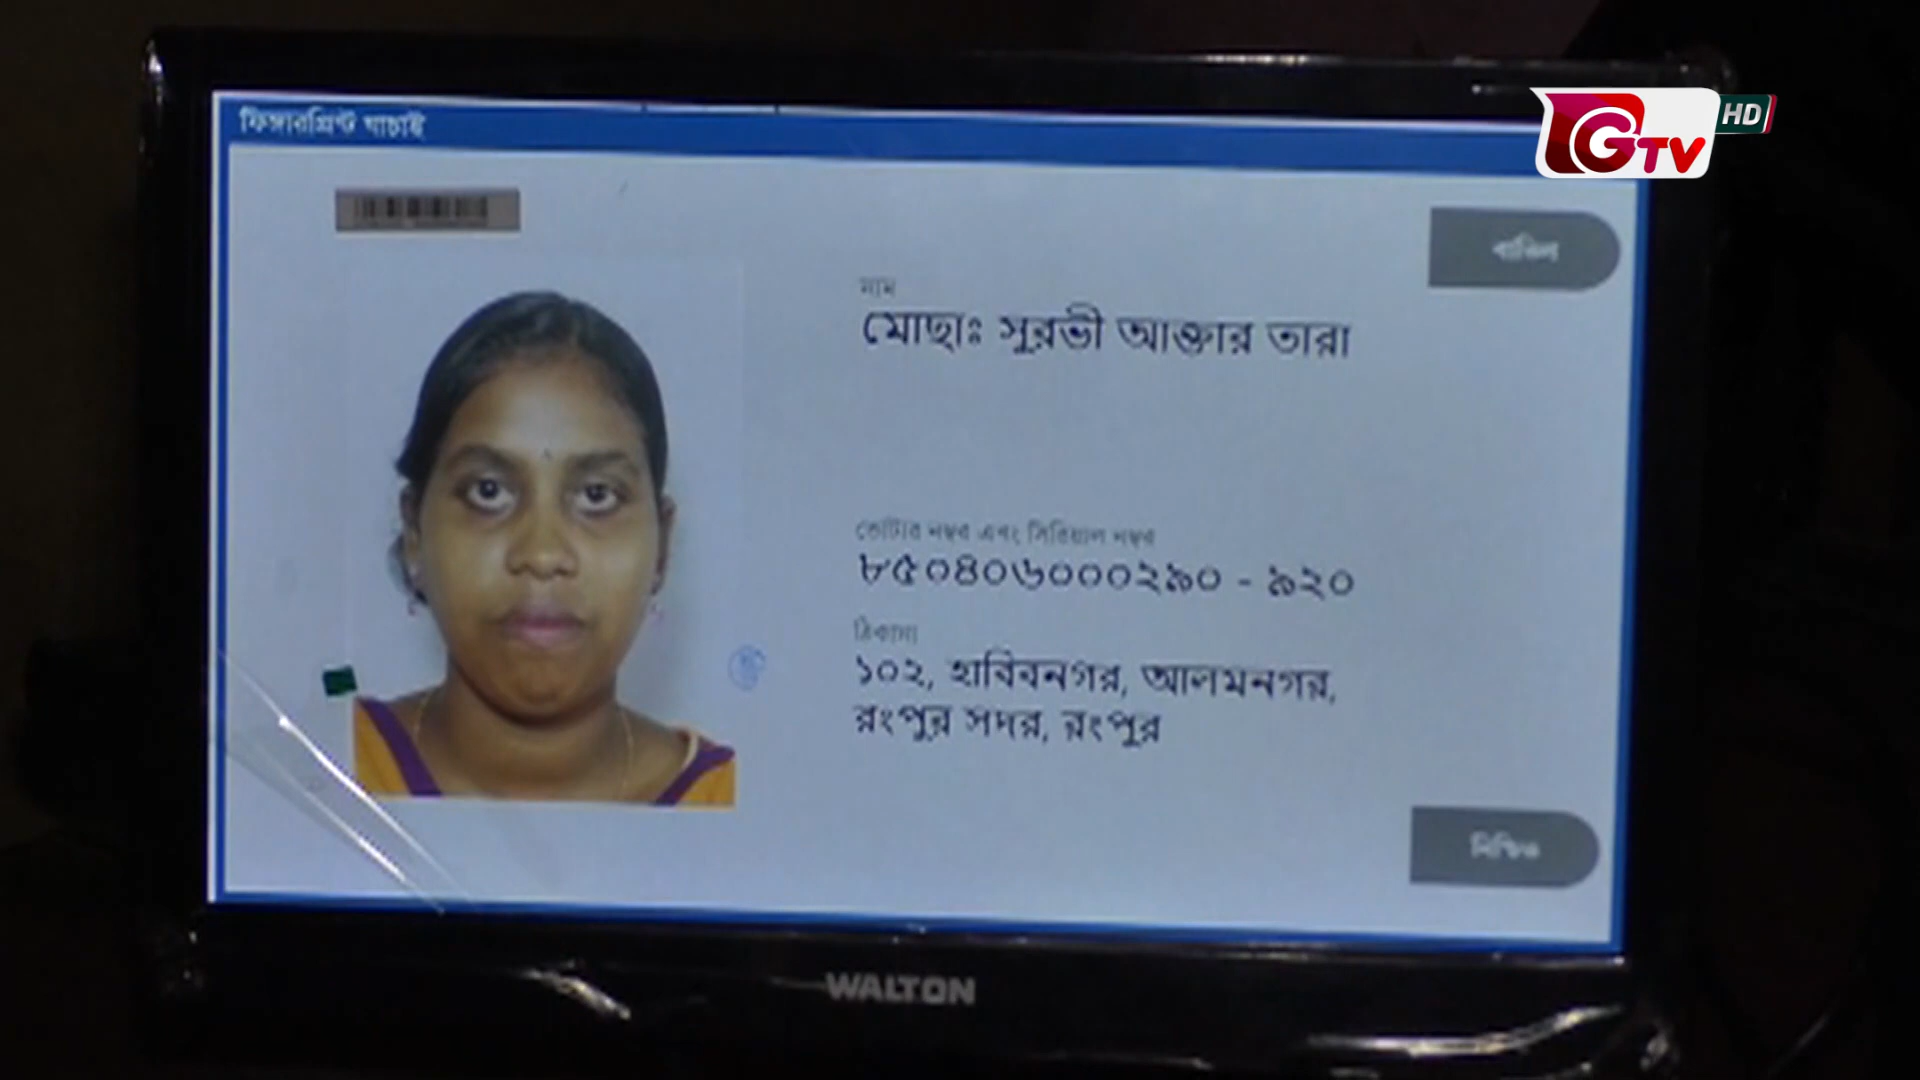 GTV HD
ফিঙ্গারপ্রিন্ট যাচাই
বাতিল
নাম
মোছাঃ সুরভী আক্তার তারা
ভোটার নম্বর এবং সিরিয়াল নম্বর
৮৫০৪০৬০০০২৯০ - ৯২০
ঠিকানা
১০২, হাবিবনগর, আলমনগর,
রংপুর সদর, রংপুর
নিশ্চিত
WALTON